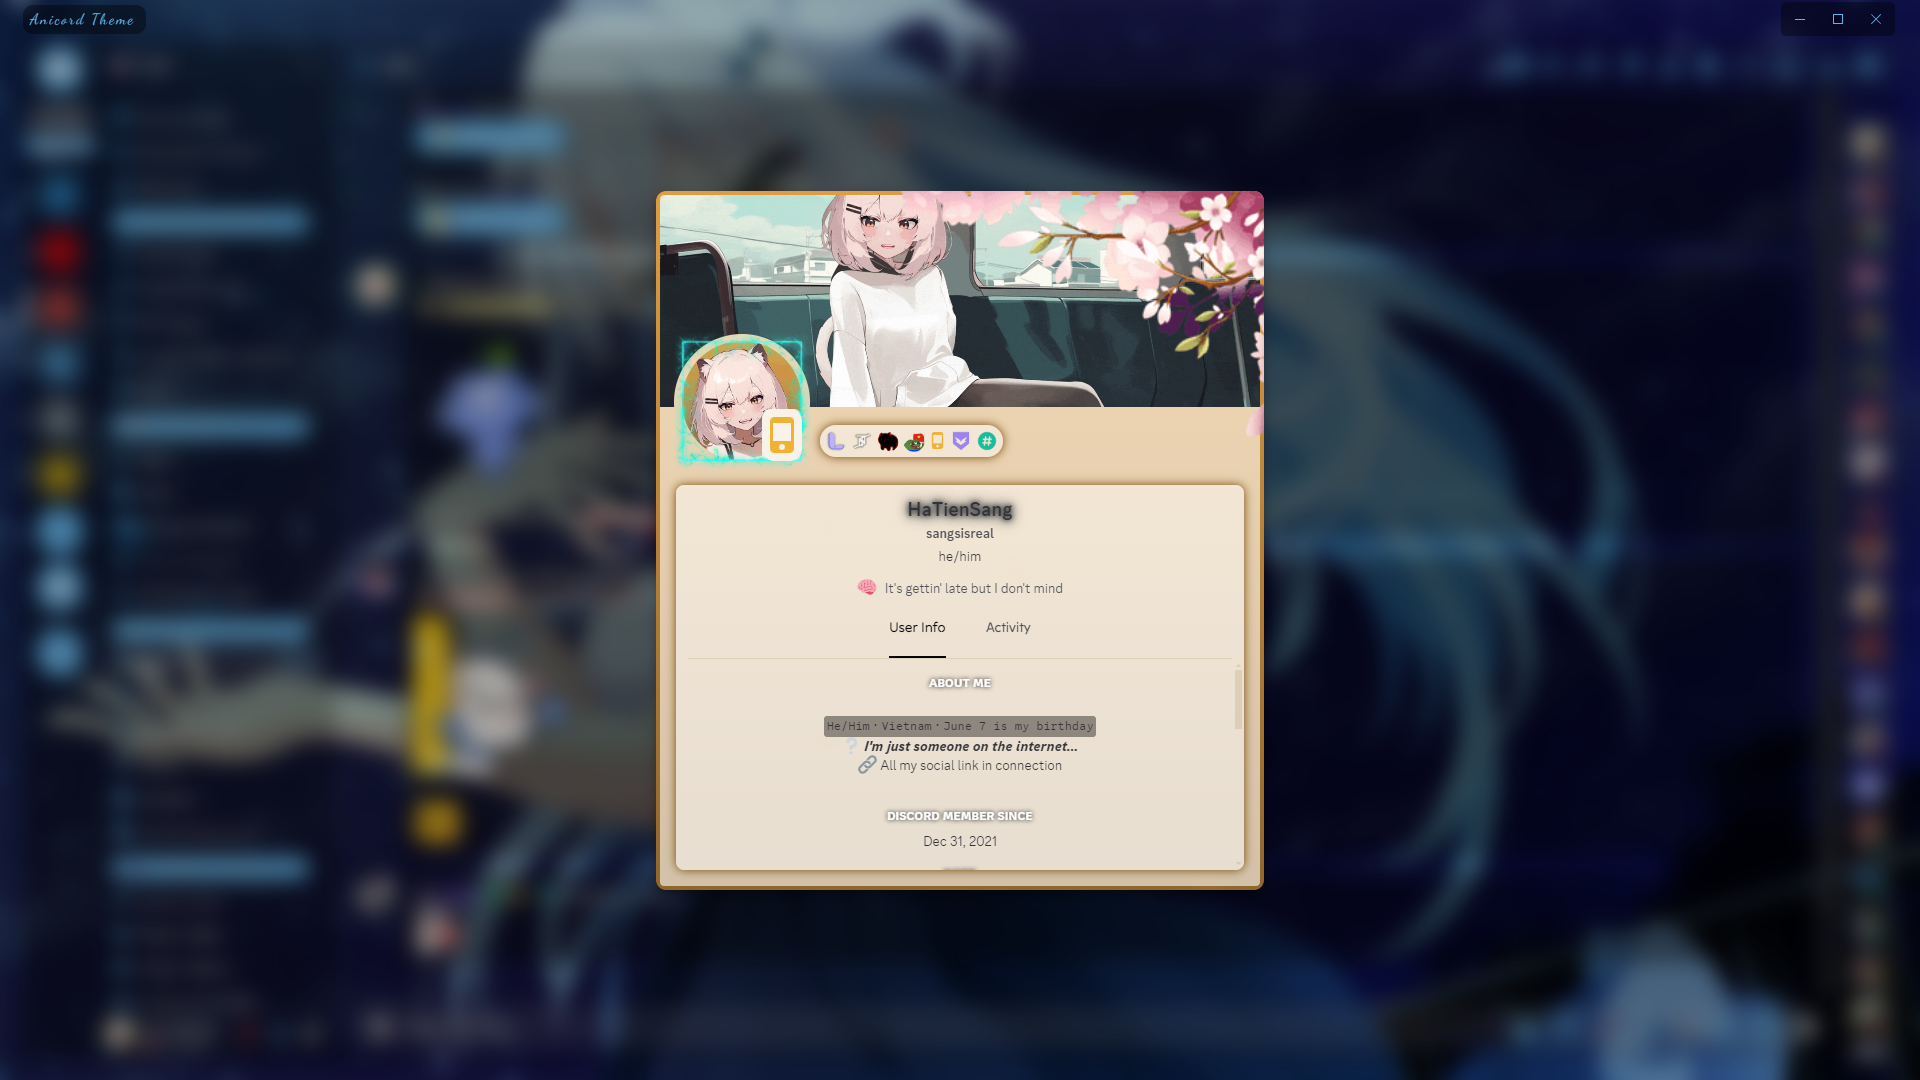 Anicord Theme
HaTienSang
sangsisreal
he/him
It's gettin' late but I don't mind
User Info
Activity
ABOUT ME
He/Him · Vietnam · June 7 is my birthday
I'm just someone on the internet...
All my social link in connection
DISCORD MEMBER SINCE
Dec 31, 2021